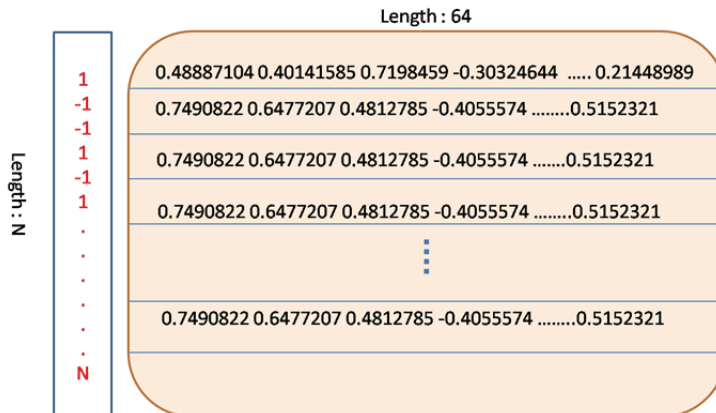 Length : 64
1
-1
-1
1
-1
1
.
.
.
.
.
.
N
Length : N
0.48887104 0.40141585 0.7198459 -0.30324644 ..... 0.21448989
0.7490822 0.6477207 0.4812785 -0.4055574 ........0.5152321
0.7490822 0.6477207 0.4812785 -0.4055574 .......0.5152321
0.7490822 0.6477207 0.4812785 -0.4055574 ........0.5152321
0.7490822 0.6477207 0.4812785 -0.4055574 ........0.5152321